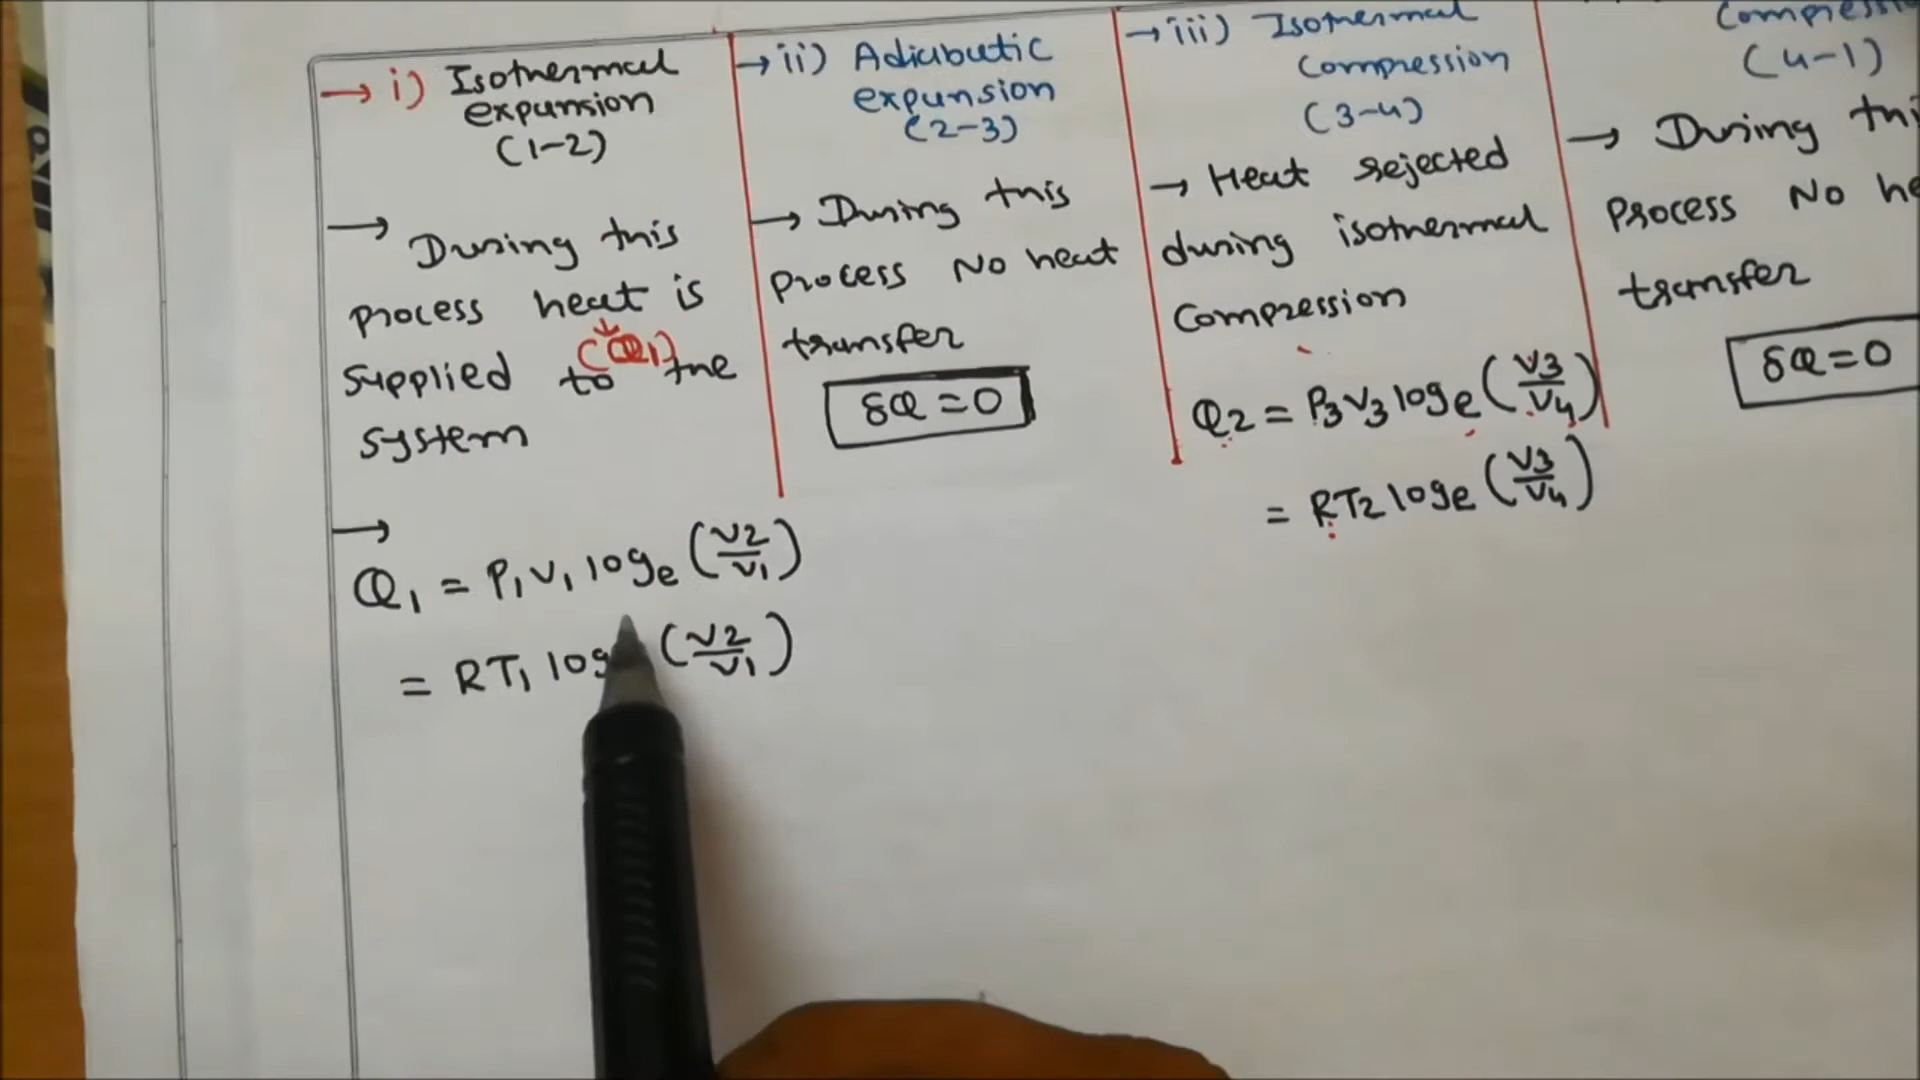 → i) Isothermal
expansion
(1-2)
→ During this
process heat is
(Q1)
supplied to the
system
→
Q1 = P1V1 loge (V2/V1)
= RT1 log (V2/V1)
→ ii) Adiabatic
expansion
(2-3)
→ During this
process No heat
transfer
δQ = 0
→ iii) Isothermal
Compression
(3-4)
→ Heat rejected
during isothermal
Compression
Q2 = P3V3 loge (V3/V4)
= RT2 loge (V3/V4)
(4-1)
→ During
Process No
transfer
δQ = 0